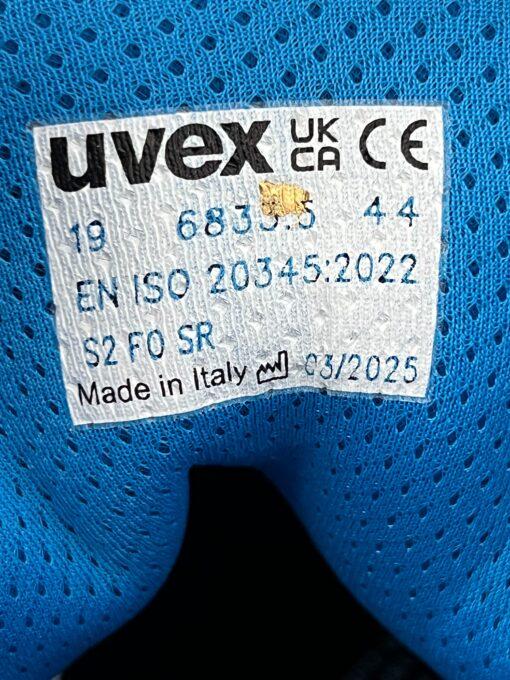 uvex UK CA CE
19 44
EN ISO 20345:2022
S2 FO SR
Made in Italy 03/2025